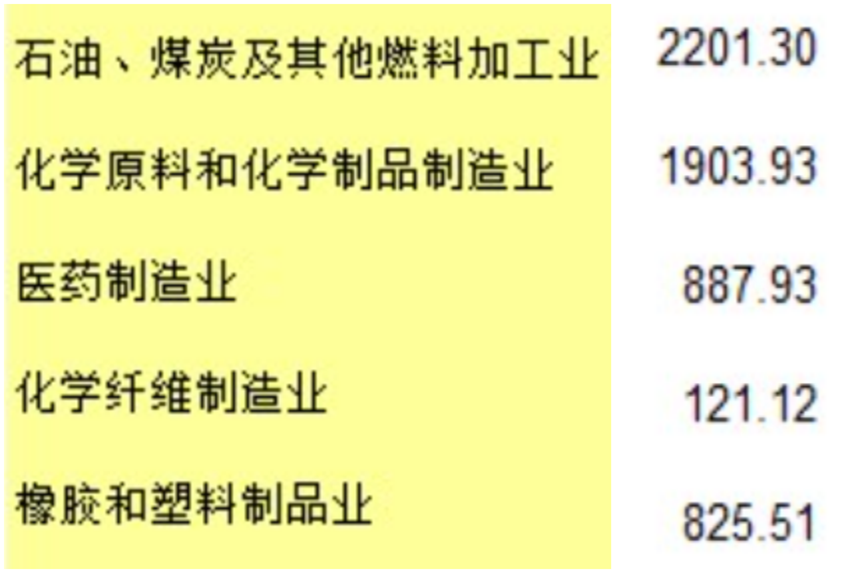 石油、煤炭及其他燃料加工业 2201.30
化学原料和化学制品制造业 1903.93
医药制造业 887.93
化学纤维制造业 121.12
橡胶和塑料制品业 825.51